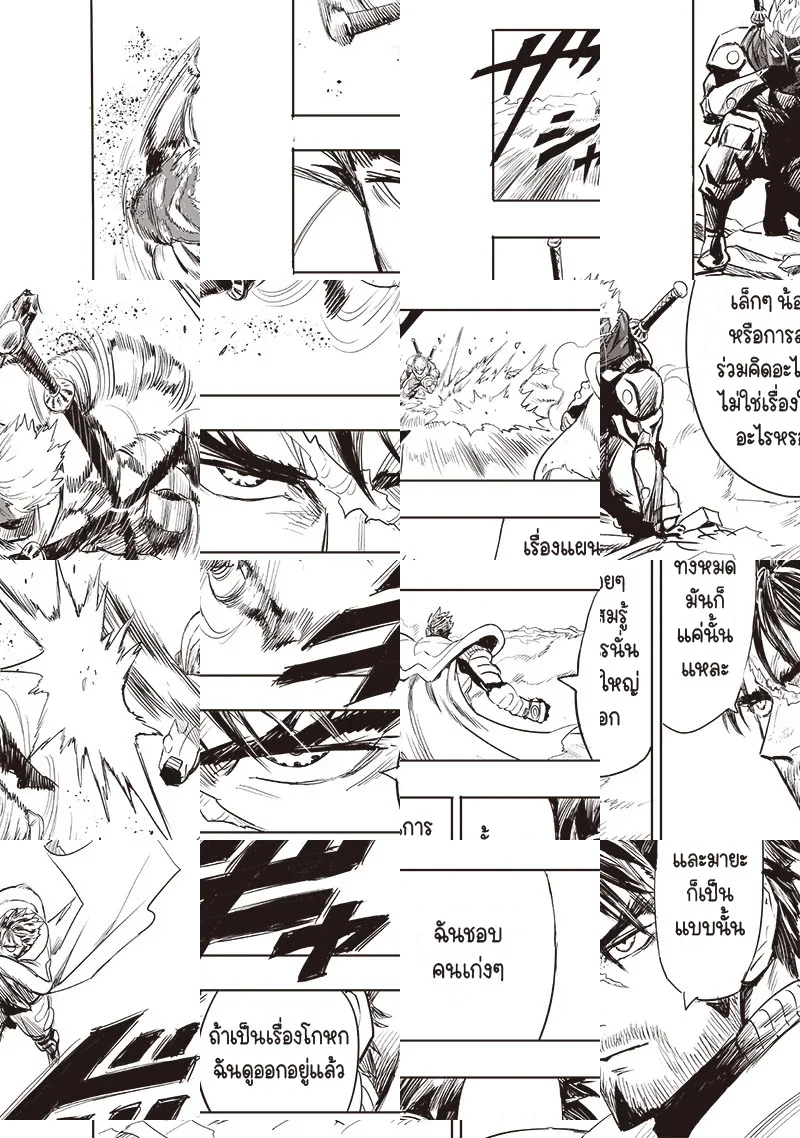 เล็กๆ น้อ
หรือการส
ร่วมคิดอะไ
ไม่ใช่เรื่องใ
อะไรหรอ
เรื่องแผน
ยๆ
สมรู้
รนั่น
ใหญ่
อก
ทั้งหมด
มันก็
แค่นั้น
แหละ
นการ
ฉันชอบ
คนเก่งๆ
และมายะ
ก็เป็น
แบบนั้น
ถ้าเป็นเรื่องโกหก
ฉันดูออกอยู่แล้ว